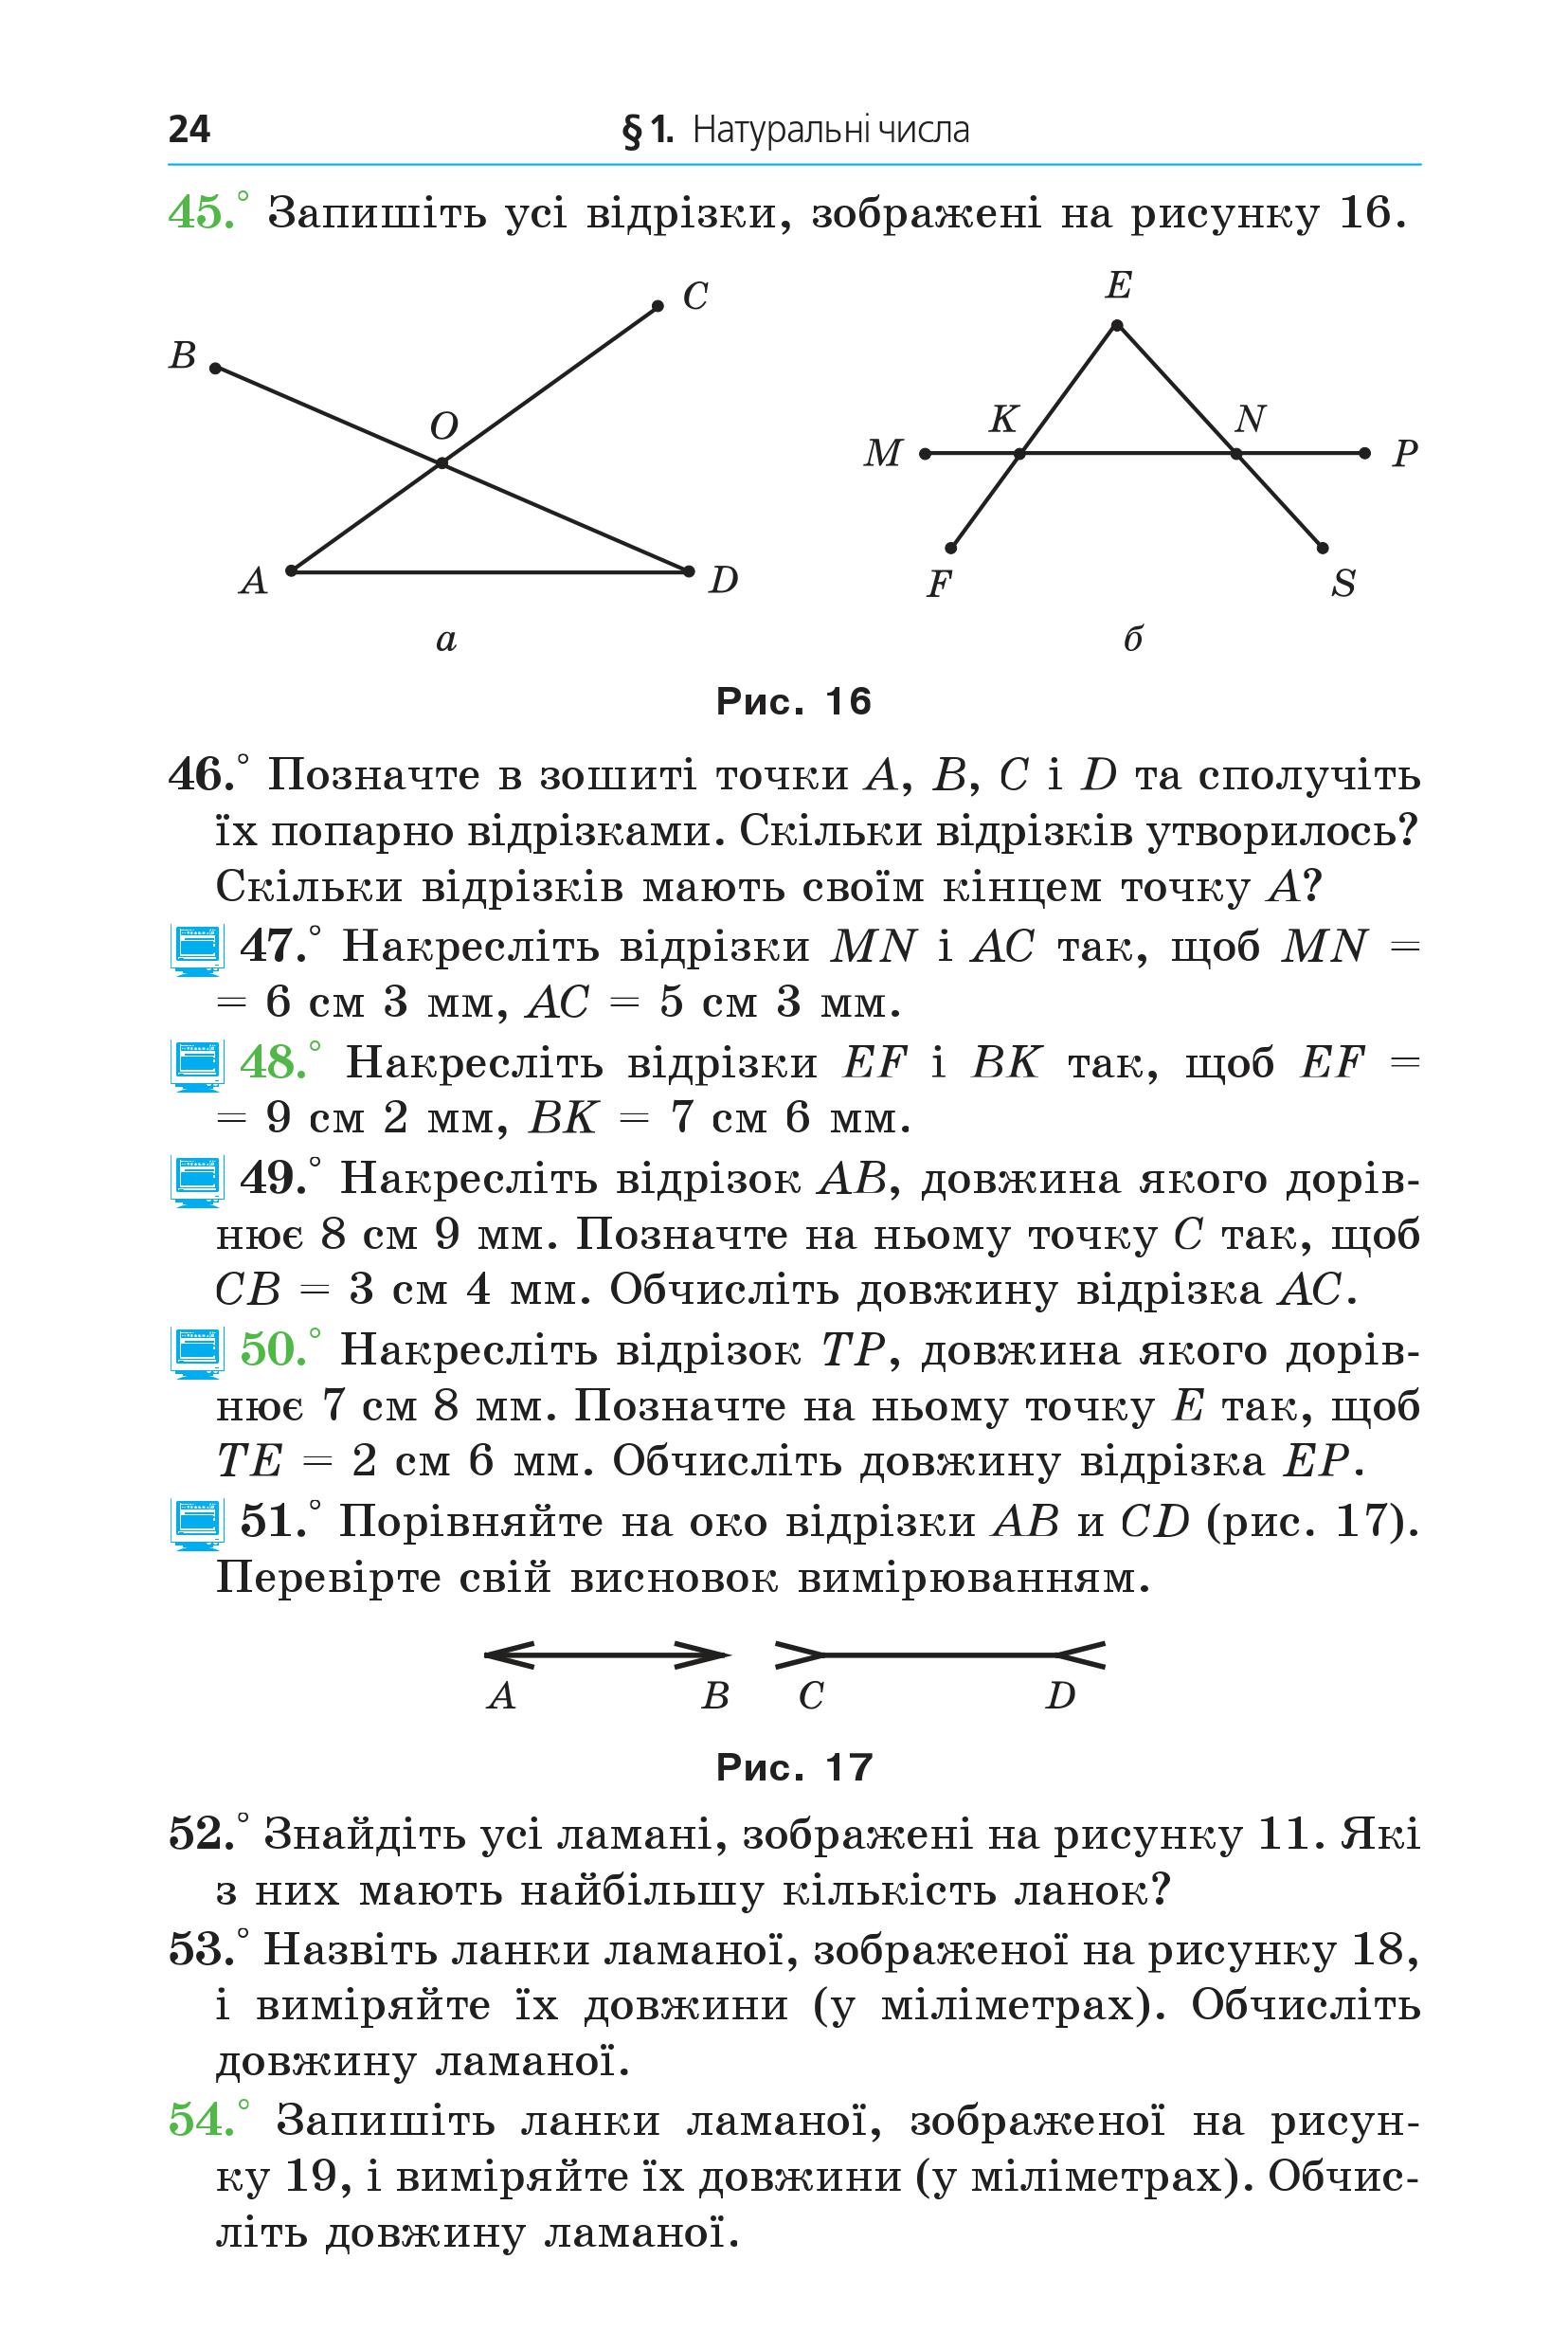 24
§ 1. Натуральні числа
45.° Запишіть усі відрізки, зображені на рисунку 16.
B
O
C
A
D
а
E
M
K
N
P
F
S
б
Рис. 16
46.° Позначте в зошиті точки A, B, C і D та сполучіть
їх попарно відрізками. Скільки відрізків утворилось?
Скільки відрізків мають своїм кінцем точку A?
47.° Накресліть відрізки MN і AC так, щоб MN =
= 6 см 3 мм, AC = 5 см 3 мм.
48.° Накресліть відрізки EF і BK так, щоб EF =
= 9 см 2 мм, BK = 7 см 6 мм.
49.° Накресліть відрізок AB, довжина якого дорів-
нює 8 см 9 мм. Позначте на ньому точку C так, щоб
CB = 3 см 4 мм. Обчисліть довжину відрізка AC.
50.° Накресліть відрізок TP, довжина якого дорів-
нює 7 см 8 мм. Позначте на ньому точку E так, щоб
TE = 2 см 6 мм. Обчисліть довжину відрізка EP.
51.° Порівняйте на око відрізки AB и CD (рис. 17).
Перевірте свій висновок вимірюванням.
A B C D
Рис. 17
52.° Знайдіть усі ламані, зображені на рисунку 11. Які
з них мають найбільшу кількість ланок?
53.° Назвіть ланки ламаної, зображеної на рисунку 18,
і виміряйте їх довжини (у міліметрах). Обчисліть
довжину ламаної.
54.° Запишіть ланки ламаної, зображеної на рисун-
ку 19, і виміряйте їх довжини (у міліметрах). Обчис-
літь довжину ламаної.